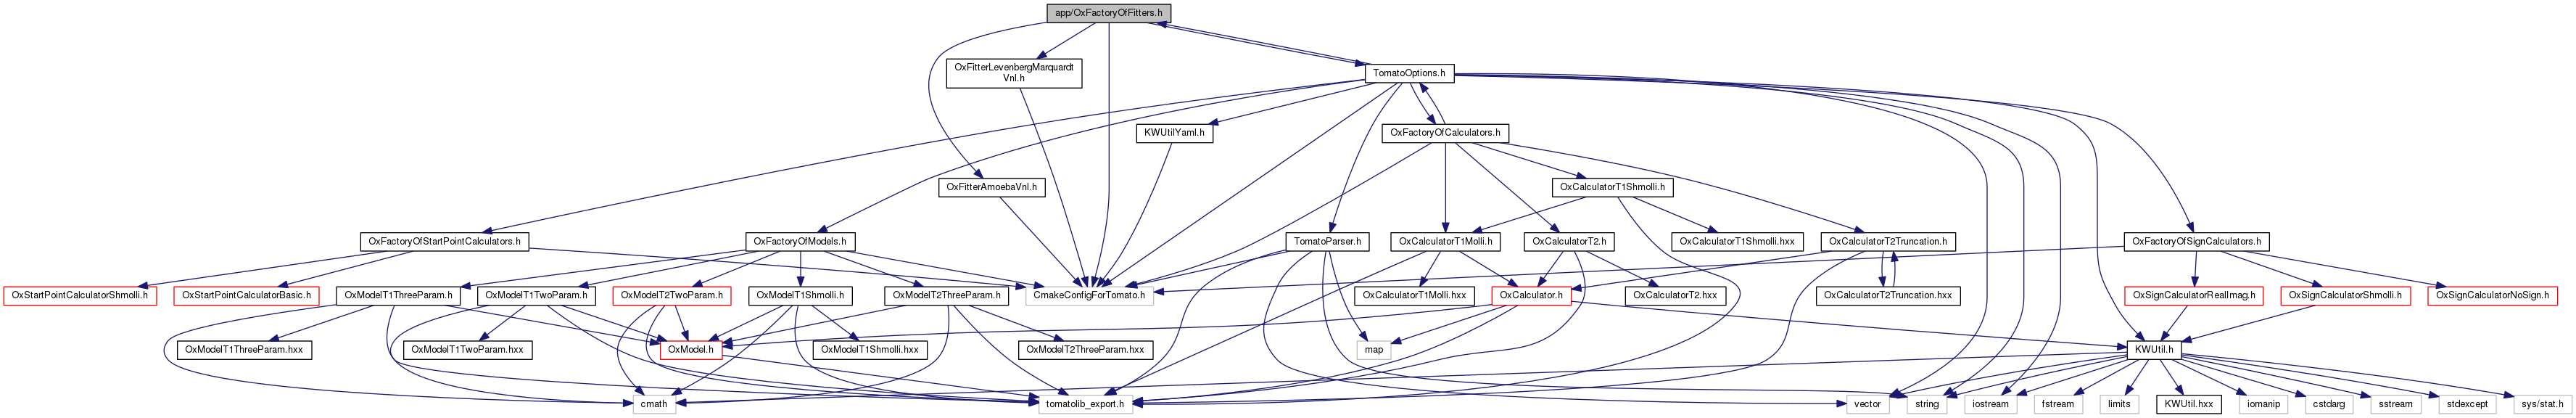 app/OxFactoryOfFitters.h
OxFitterLevenbergMarquardt
Vnl.h
TomatoOptions.h
KWUtilYaml.h
OxFactoryOfCalculators.h
OxFitterAmoebaVnl.h
OxCalculatorT1Shmolli.h
OxFactoryOfStartPointCalculators.h
OxFactoryOfModels.h
TomatoParser.h
OxCalculatorT1Molli.h
OxCalculatorT2.h
OxCalculatorT1Shmolli.hxx
OxCalculatorT2Truncation.h
OxFactoryOfSignCalculators.h
OxStartPointCalculatorShmolli.h
OxStartPointCalculatorBasic.h
OxModelT1ThreeParam.h
OxModelT1TwoParam.h
OxModelT2TwoParam.h
OxModelT1Shmolli.h
OxModelT2ThreeParam.h
CmakeConfigForTomato.h
OxCalculatorT1Molli.hxx
OxCalculator.h
OxCalculatorT2.hxx
OxCalculatorT2Truncation.hxx
OxSignCalculatorRealImag.h
OxSignCalculatorShmolli.h
OxSignCalculatorNoSign.h
OxModelT1ThreeParam.hxx
OxModelT1TwoParam.hxx
OxModel.h
OxModelT1Shmolli.hxx
OxModelT2ThreeParam.hxx
map
KWUtil.h
cmath
tomatolib_export.h
vector
string
iostream
fstream
limits
KWUtil.hxx
iomanip
cstdarg
sstream
stdexcept
sys/stat.h